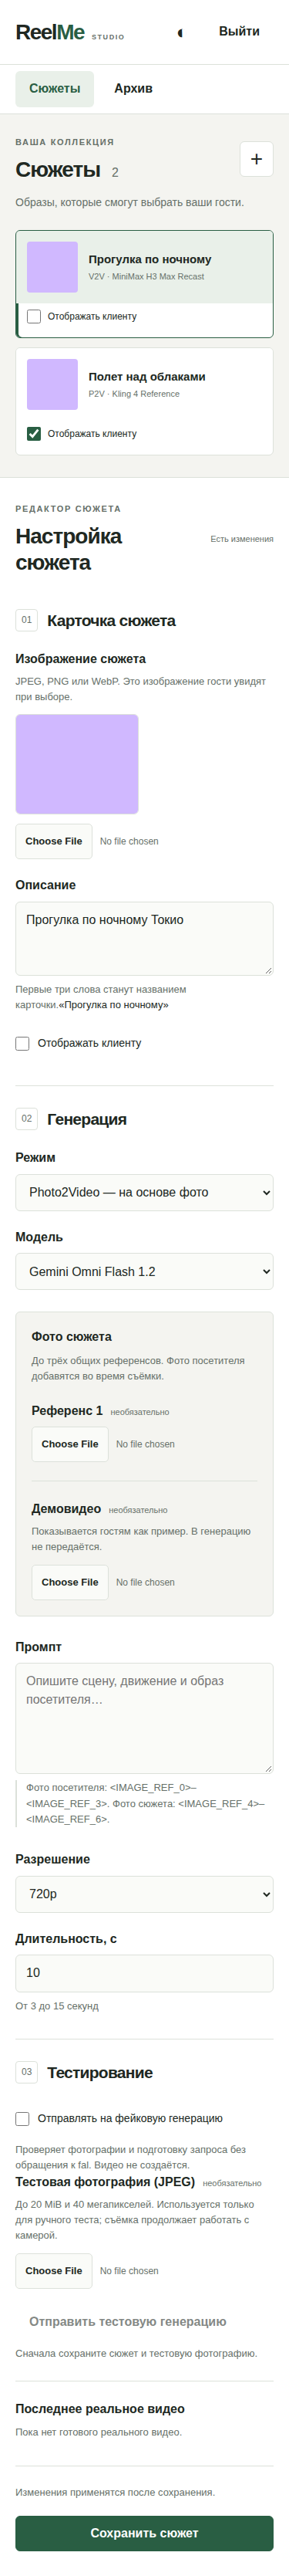 ReelMe STUDIO
Выйти
Сюжеты
Архив
ВАША КОЛЛЕКЦИЯ
Сюжеты 2
+
Образы, которые смогут выбрать ваши гости.
Прогулка по ночному
V2V · MiniMax H3 Max Recast
Отображать клиенту
Полет над облаками
P2V · Kling 4 Reference
Отображать клиенту
РЕДАКТОР СЮЖЕТА
Настройка
сюжета
Есть изменения
01 Карточка сюжета
Изображение сюжета
JPEG, PNG или WebP. Это изображение гости увидят
при выборе.
Choose File No file chosen
Описание
Прогулка по ночному Токио
Первые три слова станут названием
карточки.«Прогулка по ночному»
Отображать клиенту
02 Генерация
Режим
Photo2Video — на основе фото
Модель
Gemini Omni Flash 1.2
Фото сюжета
До трёх общих референсов. Фото посетителя
добавятся во время съёмки.
Референс 1 необязательно
Choose File No file chosen
Демовидео необязательно
Показывается гостям как пример. В генерацию
не передаётся.
Choose File No file chosen
Промпт
Опишите сцену, движение и образ
посетителя…
Фото посетителя: <IMAGE_REF_0>–
<IMAGE_REF_3>. Фото сюжета: <IMAGE_REF_4>–
<IMAGE_REF_6>.
Разрешение
720p
Длительность, с
10
От 3 до 15 секунд
03 Тестирование
Отправлять на фейковую генерацию
Проверяет фотографии и подготовку запроса без
обращения к fal. Видео не создаётся.
Тестовая фотография (JPEG) необязательно
До 20 MiB и 40 мегапикселей. Используется только
для ручного теста; съёмка продолжает работать с
камерой.
Choose File No file chosen
Отправить тестовую генерацию
Сначала сохраните сюжет и тестовую фотографию.
Последнее реальное видео
Пока нет готового реального видео.
Изменения применятся после сохранения.
Сохранить сюжет